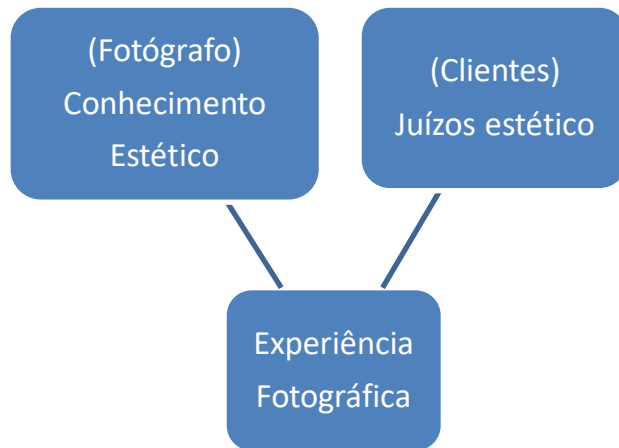 (Fotógrafo)
Conhecimento
Estético
(Clientes)
Juízos estético
Experiência
Fotográfica